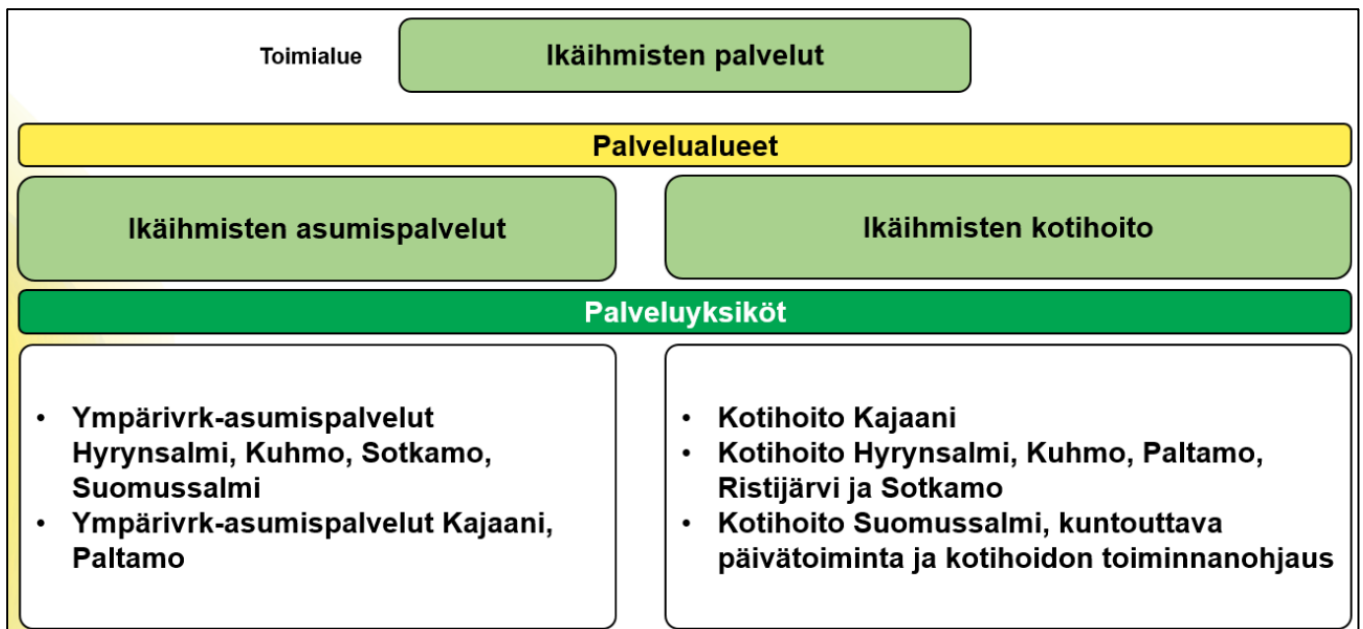 Toimialue
Ikäihmisten palvelut
Palvelualueet
Ikäihmisten asumispalvelut
Ikäihmisten kotihoito
Palveluyksiköt
• Ympärivrk-asumispalvelut
Hyrynsalmi, Kuhmo, Sotkamo,
Suomussalmi
• Ympärivrk-asumispalvelut Kajaani,
Paltamo
• Kotihoito Kajaani
• Kotihoito Hyrynsalmi, Kuhmo, Paltamo,
Ristijärvi ja Sotkamo
• Kotihoito Suomussalmi, kuntouttava
päivätoiminta ja kotihoidon toiminnanohjaus